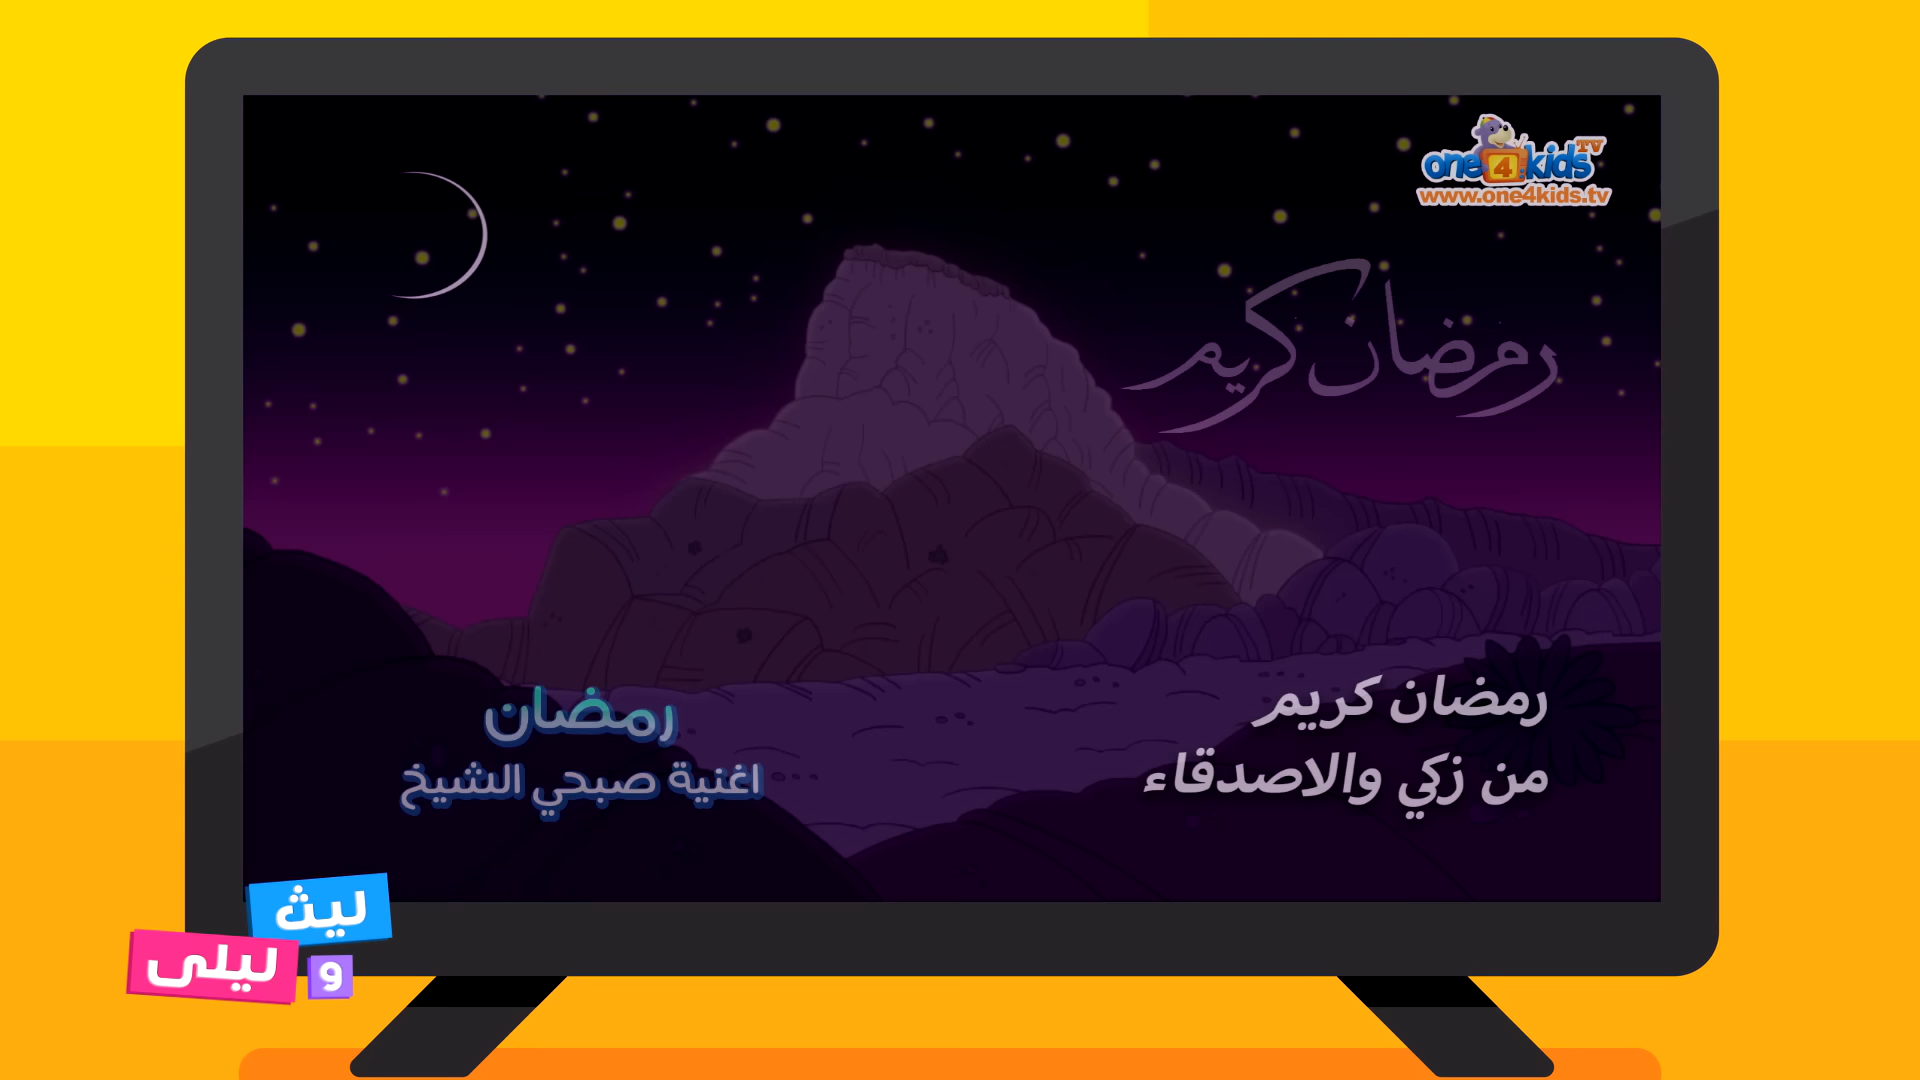 one4kids TV
www.one4kids.tv
رمضان كريم
رمضان كريم
من زكي والاصدقاء
رمضان
اغنية صبحي الشيخ
ليث
و
ليلى